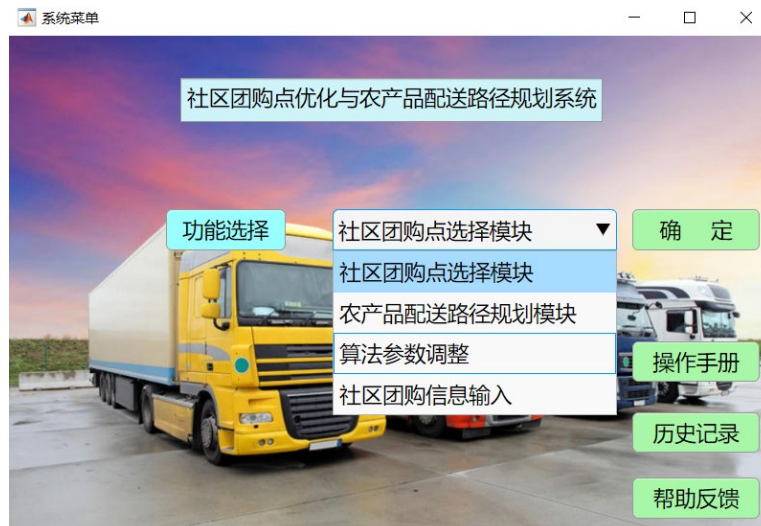 系统菜单
社区团购点优化与农产品配送路径规划系统
功能选择
社区团购点选择模块
确 定
社区团购点选择模块
农产品配送路径规划模块
算法参数调整
社区团购信息输入
操作手册
历史记录
帮助反馈